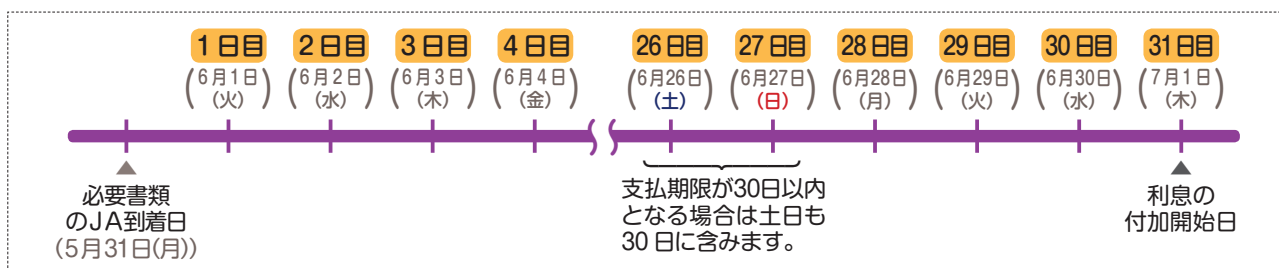 1日目 2日目 3日目 4日目 26日目 27日目 28日目 29日目 30日目 31日目
(6月1日) (6月2日) (6月3日) (6月4日) (6月26日) (6月27日) (6月28日) (6月29日) (6月30日) (7月1日)
(火) (水) (木) (金) (土) (日) (月) (火) (水) (木)
必要書類
のJA到着日
(5月31日(月))
支払期限が30日以内
となる場合は土日も
30日に含みます。
利息の
付加開始日